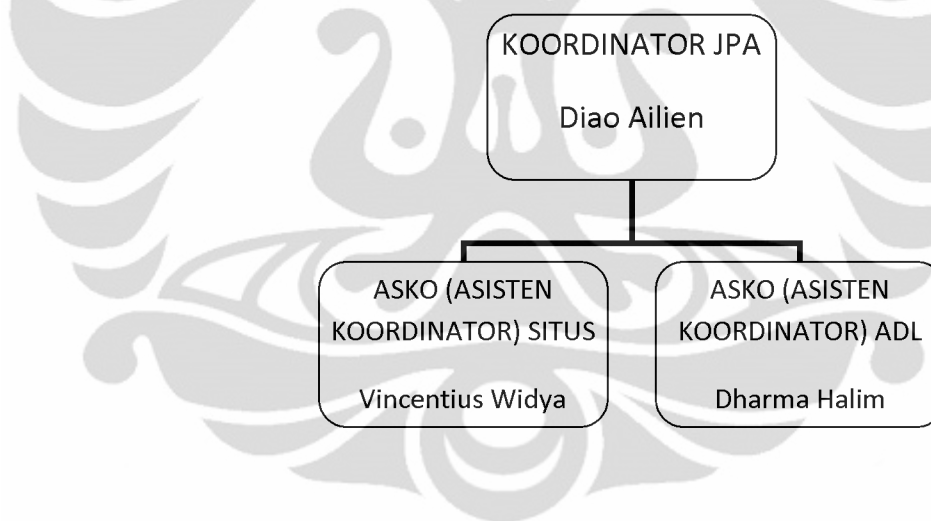 KOORDINATOR JPA
Diao Ailien
ASKO (ASISTEN
KOORDINATOR) SITUS
Vincentius Widya
ASKO (ASISTEN
KOORDINATOR) ADL
Dharma Halim